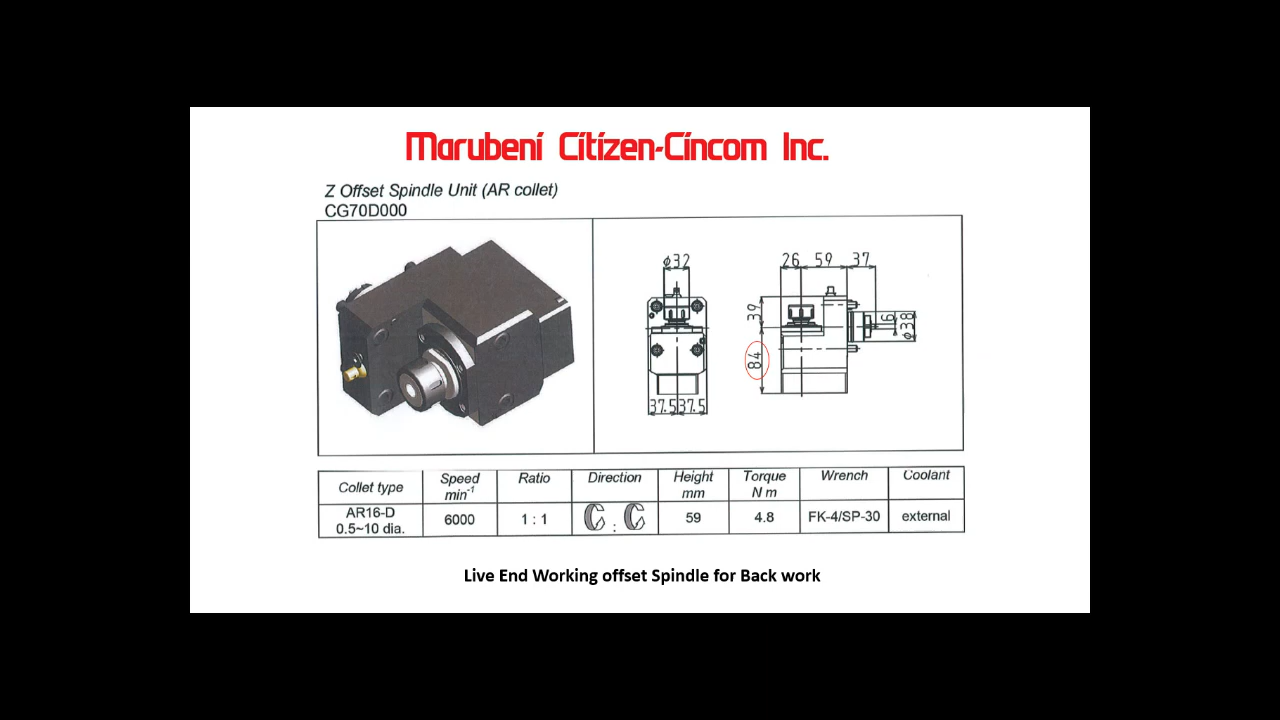 Marubeni Citizen-Cincom Inc.
Z Offset Spindle Unit (AR collet)
CG70D000
ø32
26 59 37
39
84
6
ø38
37.5 37.5
Collet type Speed min⁻¹ Ratio Direction Height mm Torque N m Wrench Coolant
AR16-D 0.5~10 dia. 6000 1 : 1 : 59 4.8 FK-4/SP-30 external
Live End Working offset Spindle for Back work